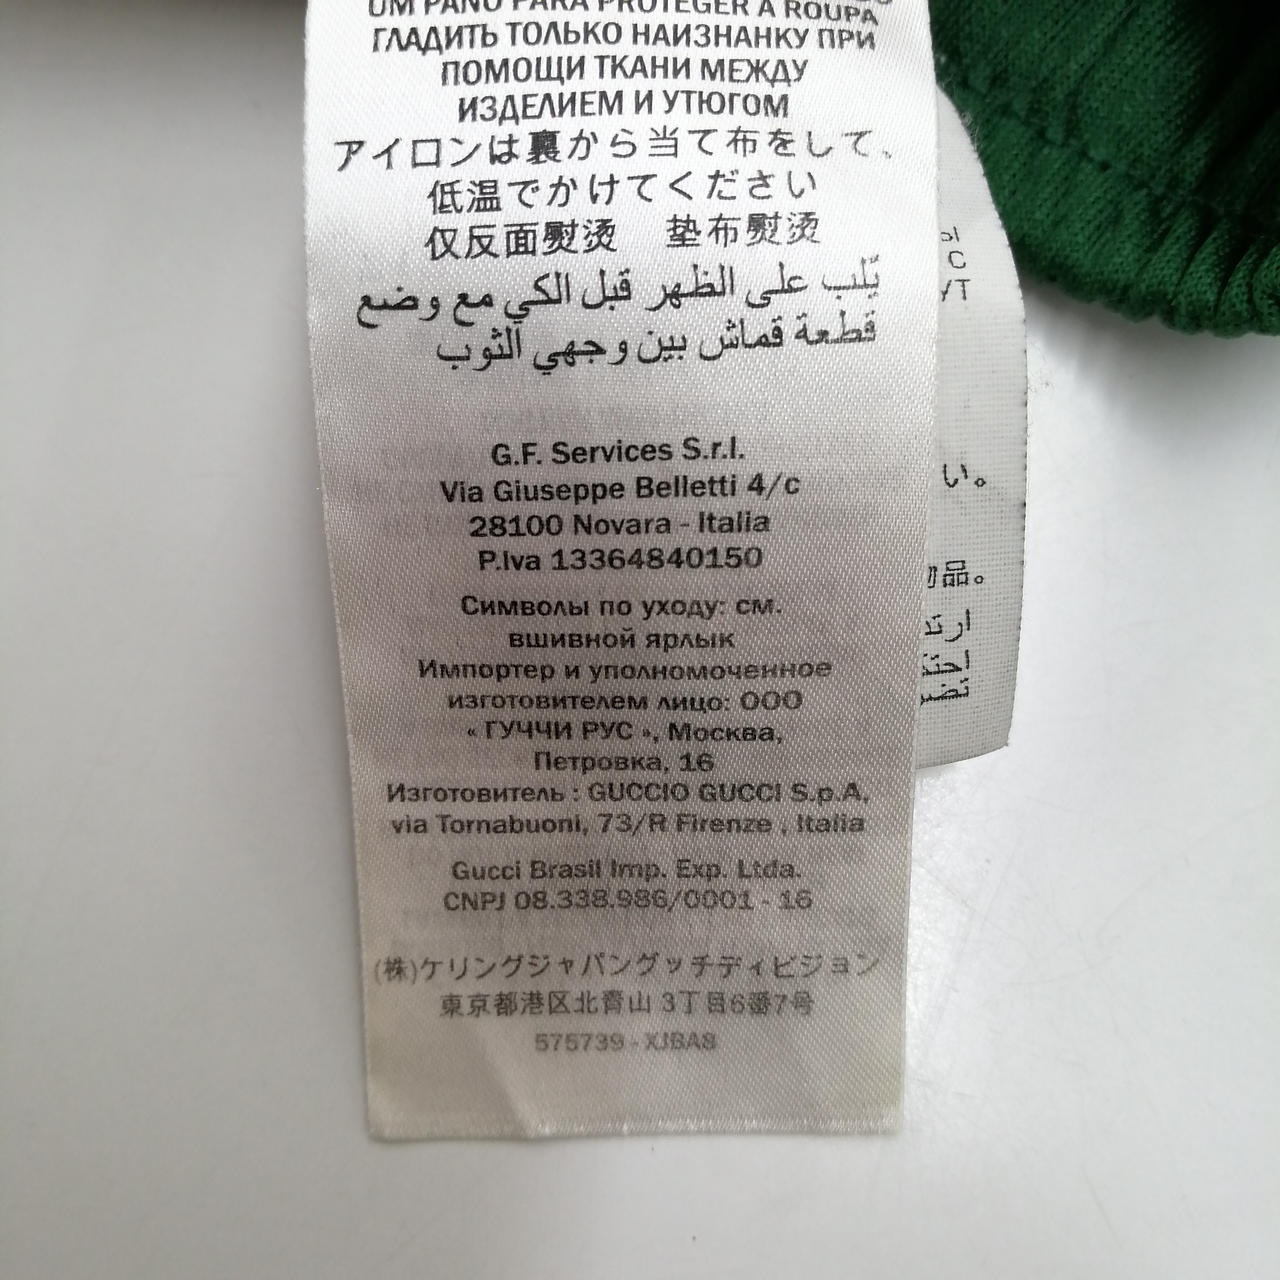 UM PANO PARA PROTEGER A ROUPA
ГЛАДИТЬ ТОЛЬКО НАИЗНАНКУ ПРИ
ПОМОЩИ ТКАНИ МЕЖДУ
ИЗДЕЛИЕМ И УТЮГОМ
アイロンは裏から当て布をして、
低温でかけてください
仅反面熨烫 垫布熨烫
يّلب على الظهر قبل الكي مع وضع
قطعة قماش بين وجهي الثوب
G.F. Services S.r.l.
Via Giuseppe Belletti 4/c
28100 Novara - Italia
P.Iva 13364840150
Символы по уходу: см.
вшивной ярлык
Импортер и уполномоченное
изготовителем лицо: ООО
« ГУЧЧИ РУС », Москва,
Петровка, 16
Изготовитель : GUCCIO GUCCI S.p.A,
via Tornabuoni, 73/R Firenze , Italia
Gucci Brasil Imp. Exp. Ltda.
CNPJ 08.338.986/0001 - 16
(株)ケリングジャパングッチディビジョン
東京都港区北青山 3丁目6番7号
575739 - XJBA8
い。
品。